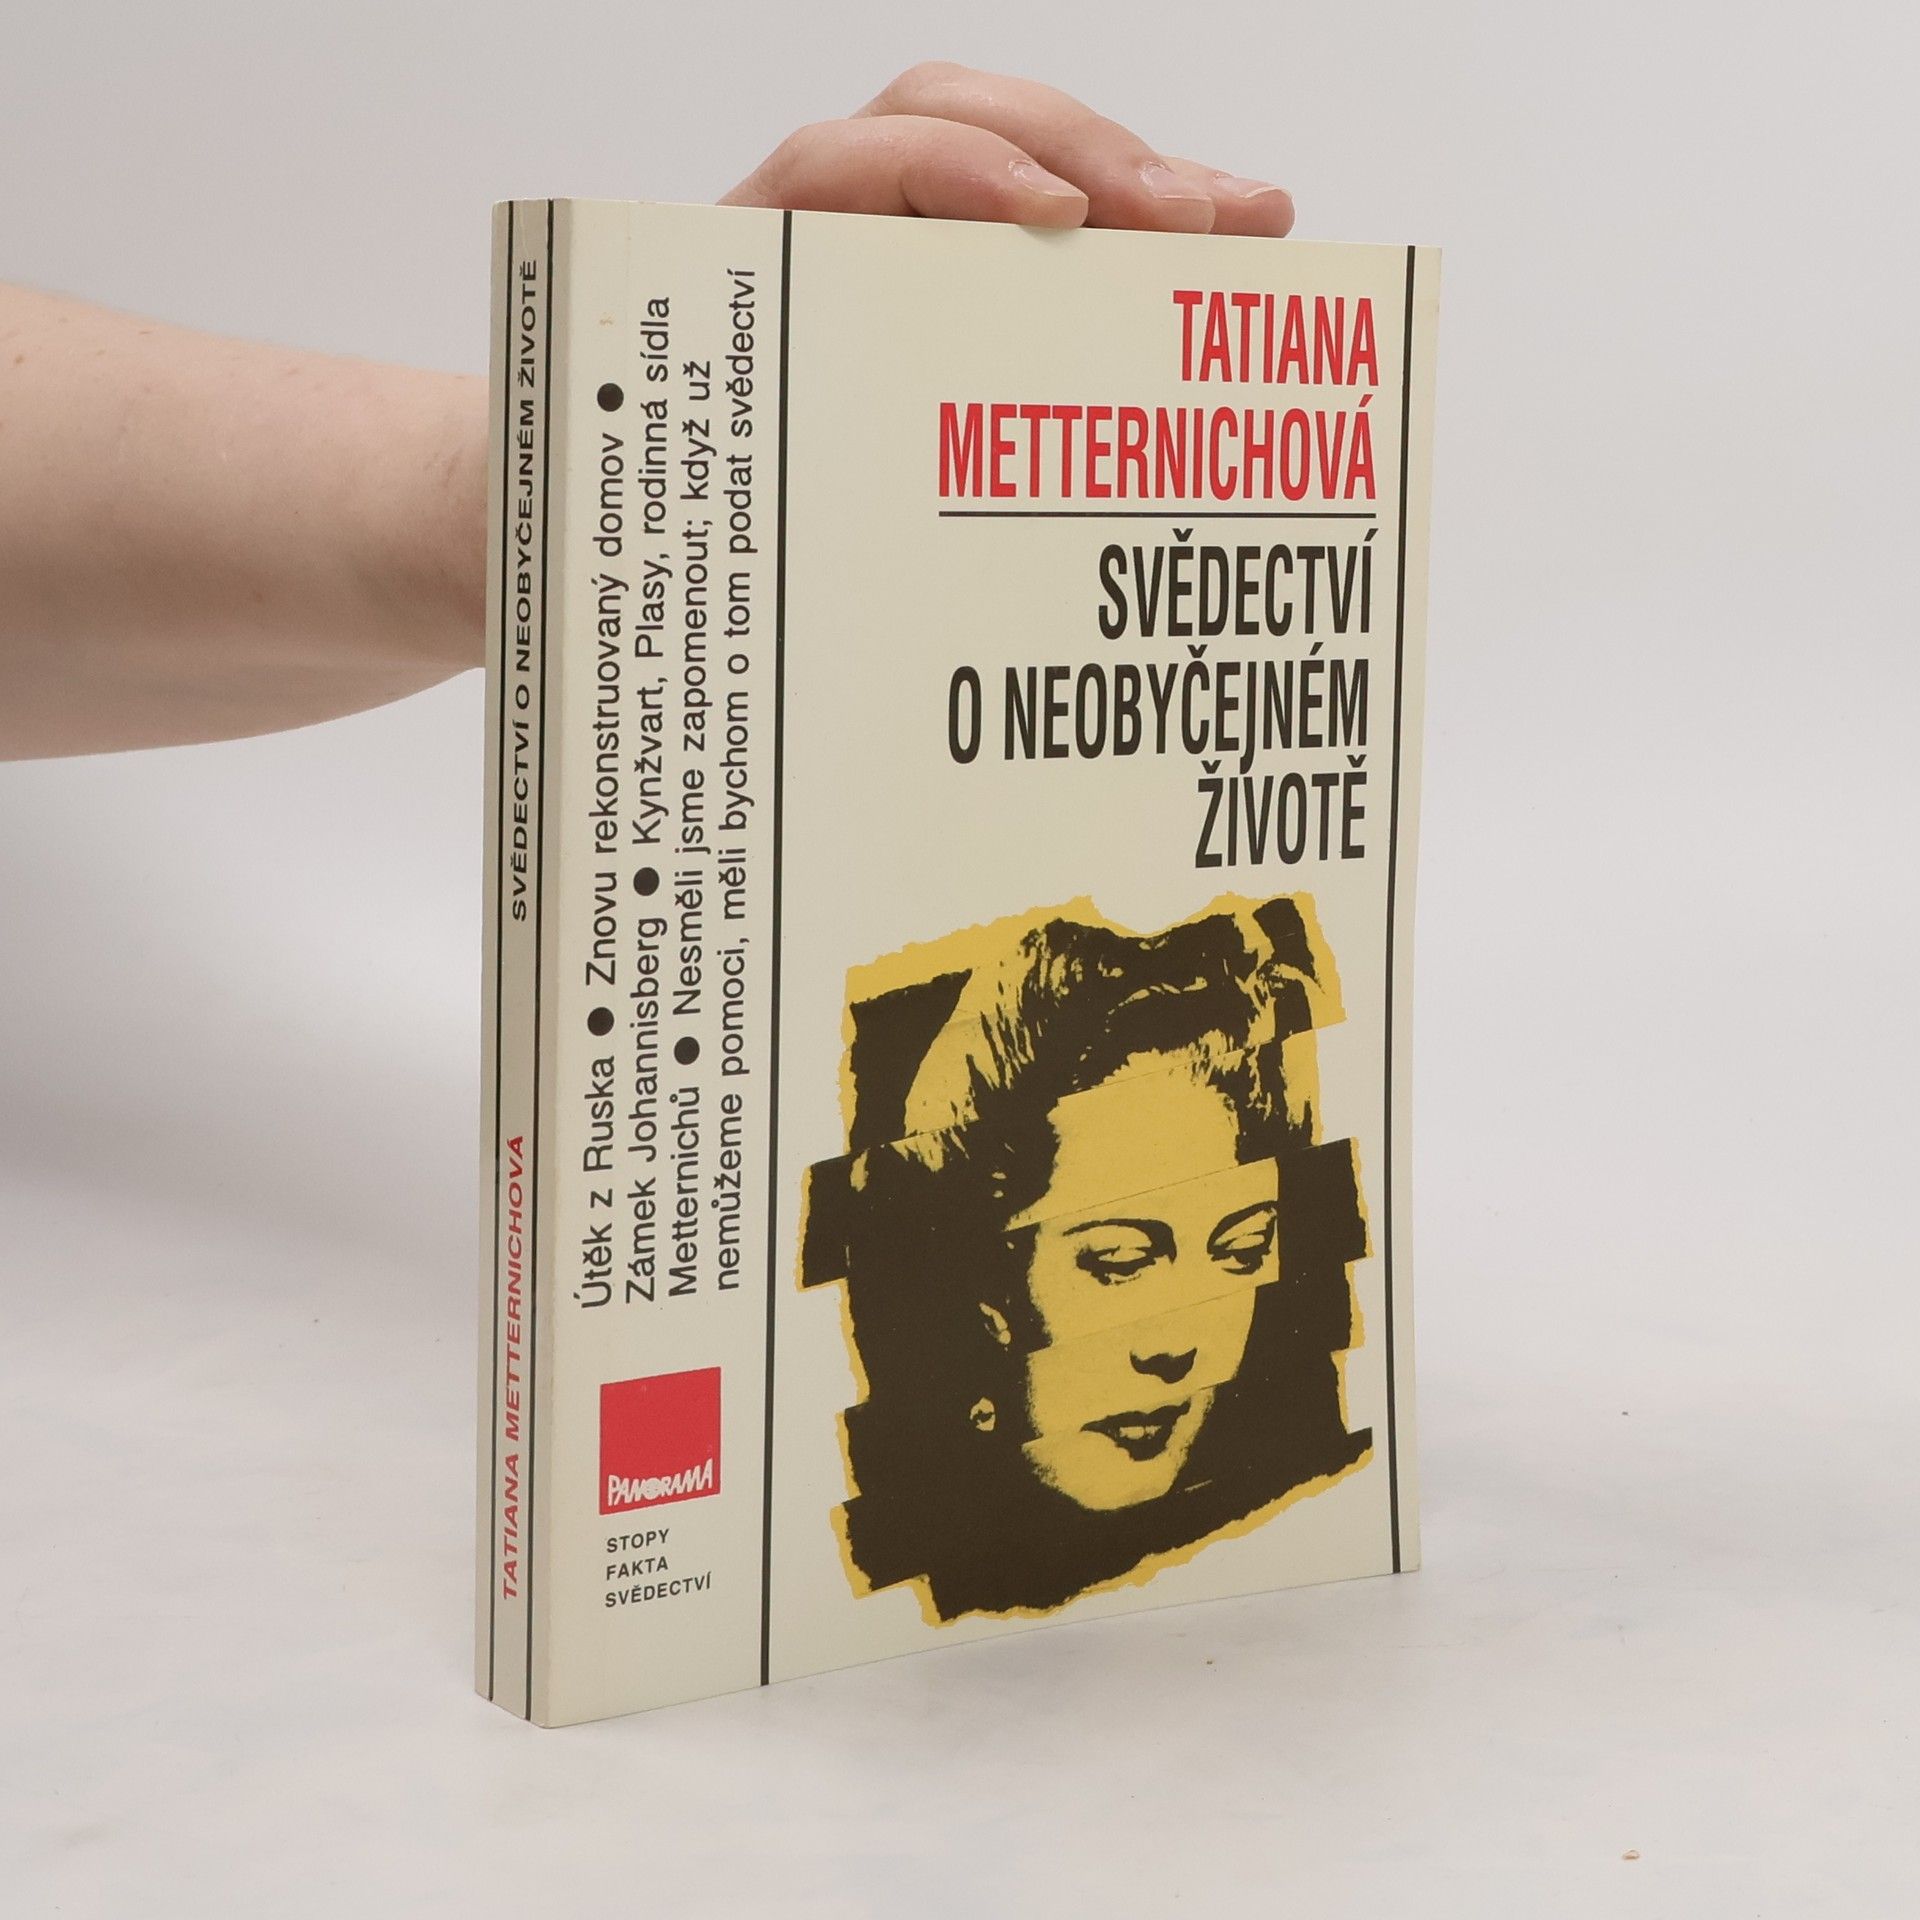 SVĚDECTVÍ O NEOBYČEJNÉM ŽIVOTĚ
TATIANA METTERNICHOVÁ
Útěk z Ruska ● Znovu rekonstruovaný domov ●
Zámek Johannisberg ● Kynžvart, Plasy, rodinná sídla
Metternichů ● Nesměli jsme zapomenout; když už
nemůžeme pomoci, měli bychom o tom podat svědectví
PANORAMA
STOPY
FAKTA
SVĚDECTVÍ
TATIANA
METTERNICHOVÁ
SVĚDECTVÍ
O NEOBYČEJNÉM
ŽIVOTĚ